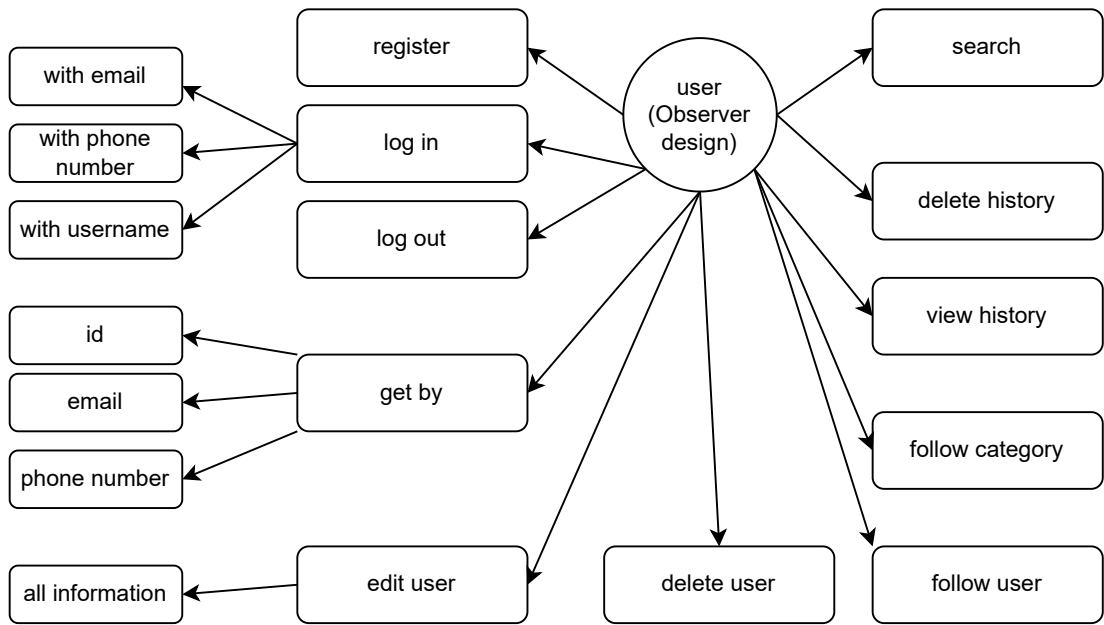 register
search
with email
user
(Observer
design)
with phone
number
log in
with username
log out
delete history
view history
id
get by
email
follow category
phone number
edit user
delete user
follow user
all information